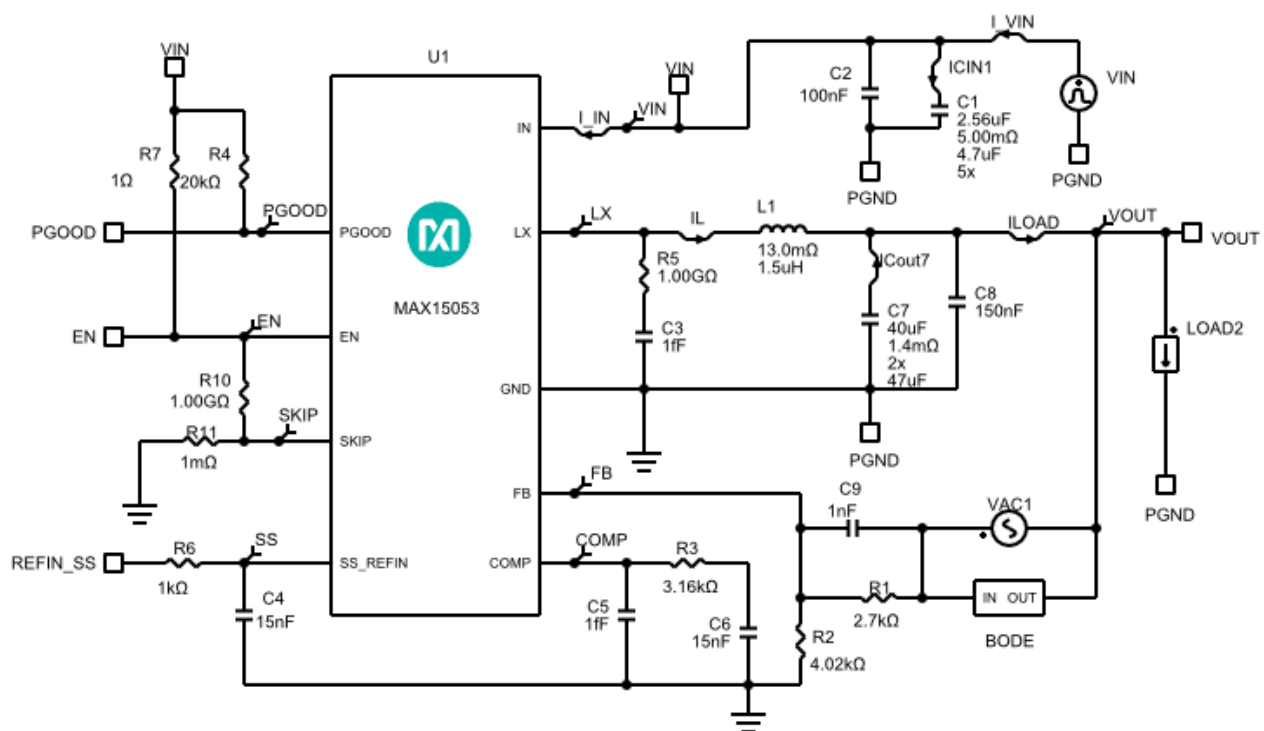 VIN
U1
I_VIN
VIN
C2
100nF
ICIN1
C1
2.56uF
5.00mΩ
4.7uF
5x
VIN
PGND
PGND
I_IN
VIN
IN
R7
1Ω
R4
20kΩ
PGOOD
PGOOD
PGOOD
MAX15053
LX
LX
IL
L1
13.0mΩ
1.5uH
ILOAD
VOUT
VOUT
R5
1.00GΩ
C3
1fF
ICout7
C7
40uF
1.4mΩ
2x
47uF
C8
150nF
LOAD2
PGND
EN
EN
EN
R10
1.00GΩ
GND
PGND
R11
1mΩ
SKIP
SKIP
FB
FB
C9
1nF
VAC1
REFIN_SS
R6
1kΩ
SS
SS_REFIN
COMP
COMP
R3
3.16kΩ
C4
15nF
C5
1fF
C6
15nF
R1
2.7kΩ
R2
4.02kΩ
IN OUT
BODE